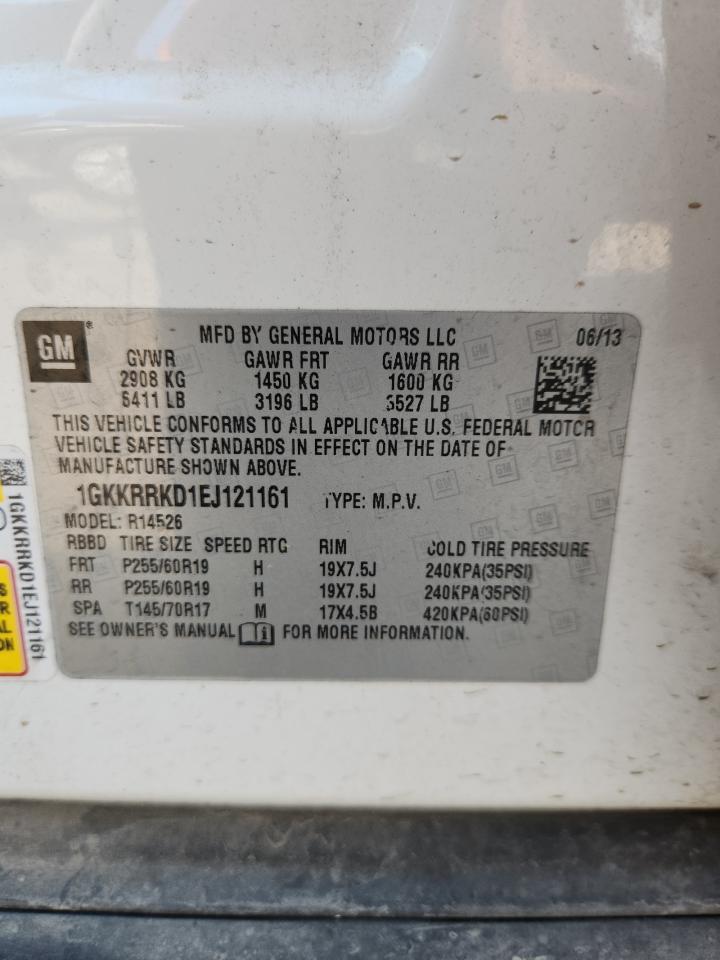 GM
MFD BY GENERAL MOTORS LLC 06/13
GVWR GAWR FRT GAWR RR
2908 KG 1450 KG 1600 KG
6411 LB 3196 LB 3527 LB
THIS VEHICLE CONFORMS TO ALL APPLICABLE U.S. FEDERAL MOTOR
VEHICLE SAFETY STANDARDS IN EFFECT ON THE DATE OF
MANUFACTURE SHOWN ABOVE.
1GKKRRKD1EJ121161 TYPE: M.P.V.
MODEL: R14526
RBBD TIRE SIZE SPEED RTG RIM COLD TIRE PRESSURE
FRT P255/60R19 H 19X7.5J 240KPA(35PSI)
RR P255/60R19 H 19X7.5J 240KPA(35PSI)
SPA T145/70R17 M 17X4.5B 420KPA(60PSI)
SEE OWNER'S MANUAL FOR MORE INFORMATION.
1GKKRRKD1EJ121161